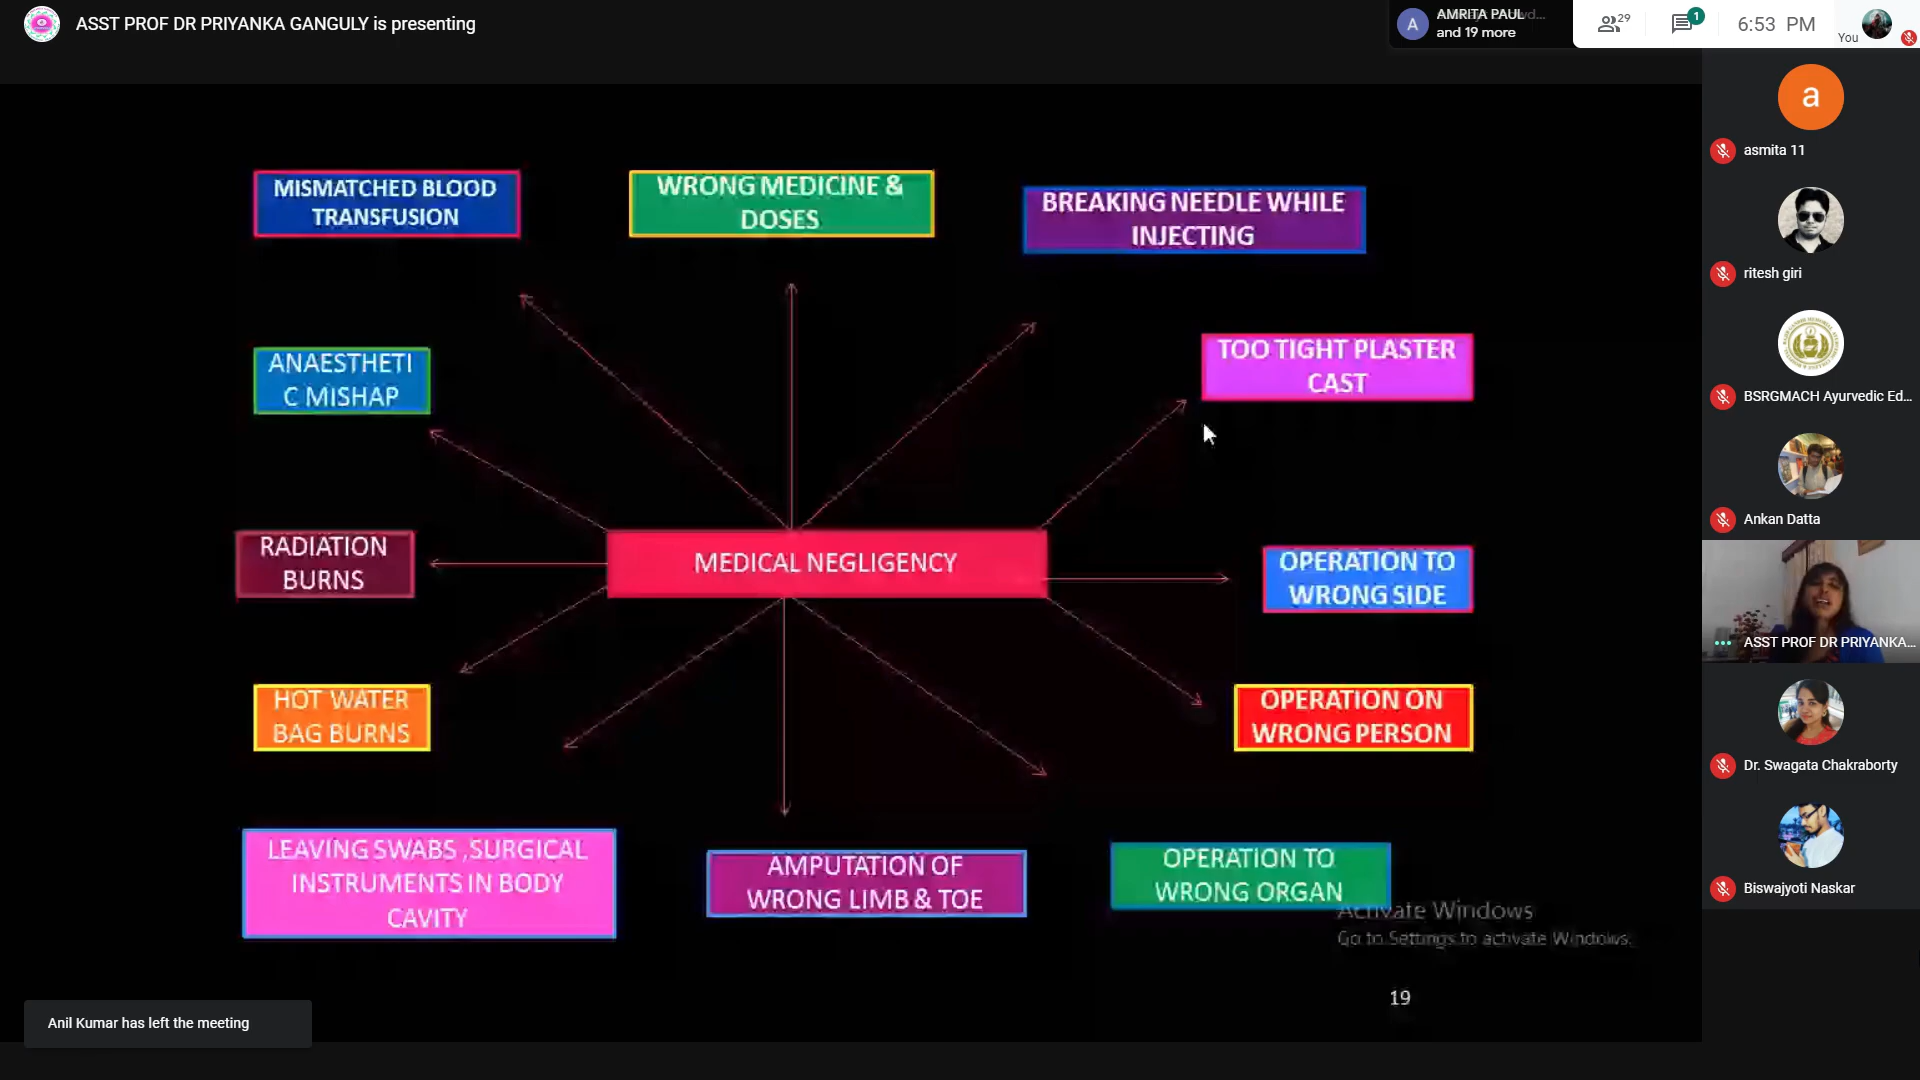 ASST PROF DR PRIYANKA GANGULY is presenting
A
AMRITA PAUL
and 19 more
29
1
6:53 PM
You
MISMATCHED BLOOD
TRANSFUSION
WRONG MEDICINE &
DOSES
BREAKING NEEDLE WHILE
INJECTING
ANAESTHETI
C MISHAP
TOO TIGHT PLASTER
CAST
RADIATION
BURNS
MEDICAL NEGLIGENCY
OPERATION TO
WRONG SIDE
HOT WATER
BAG BURNS
OPERATION ON
WRONG PERSON
LEAVING SWABS ,SURGICAL
INSTRUMENTS IN BODY
CAVITY
AMPUTATION OF
WRONG LIMB & TOE
OPERATION TO
WRONG ORGAN
Activate Windows
Go to Settings to activate Windows.
19
Anil Kumar has left the meeting
a
asmita 11
ritesh giri
BSRGMACH Ayurvedic Ed...
Ankan Datta
ASST PROF DR PRIYANKA...
Dr. Swagata Chakraborty
Biswajyoti Naskar